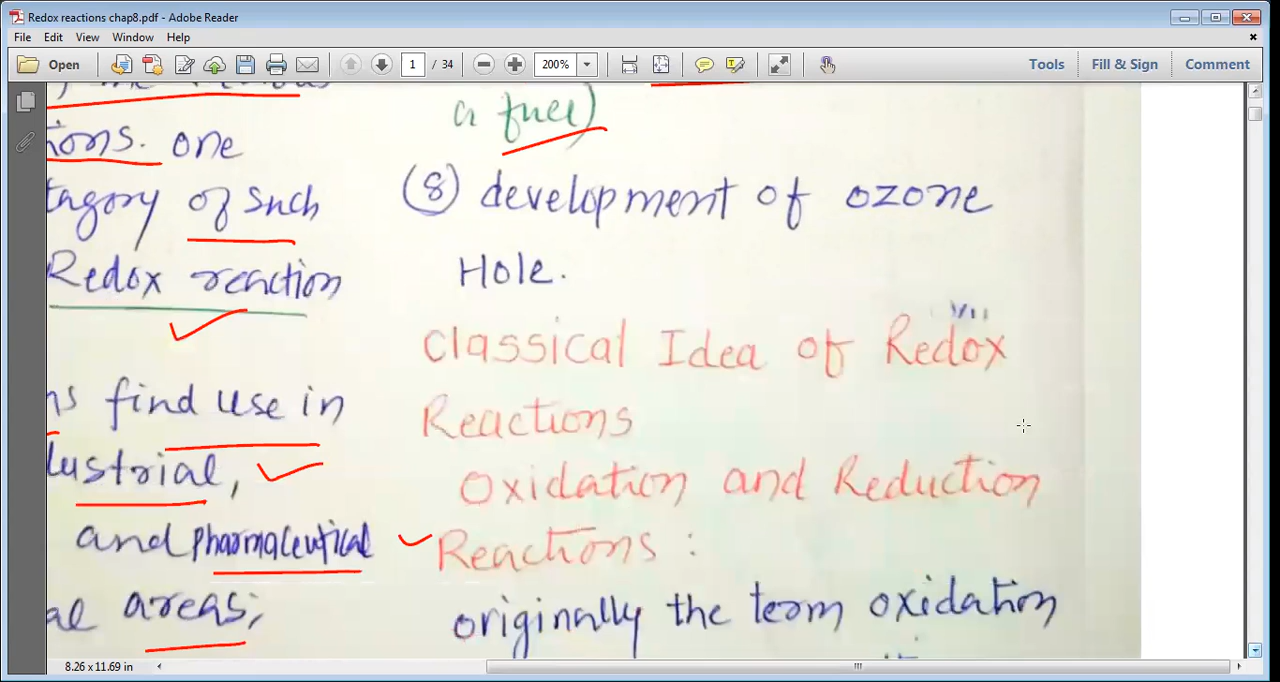 Redox reactions chap8.pdf - Adobe Reader
File Edit View Window Help
Open 1 / 34 200% Tools Fill & Sign Comment
tions. one
tagory of such
Redox reaction
ns find use in
dustrial,
and pharmaceutical
al areas;
a fuel)
(8) development of ozone
Hole.
Classical Idea of Redox
Reactions
Oxidation and Reduction
Reactions :
originally the term oxidation
8.26 x 11.69 in